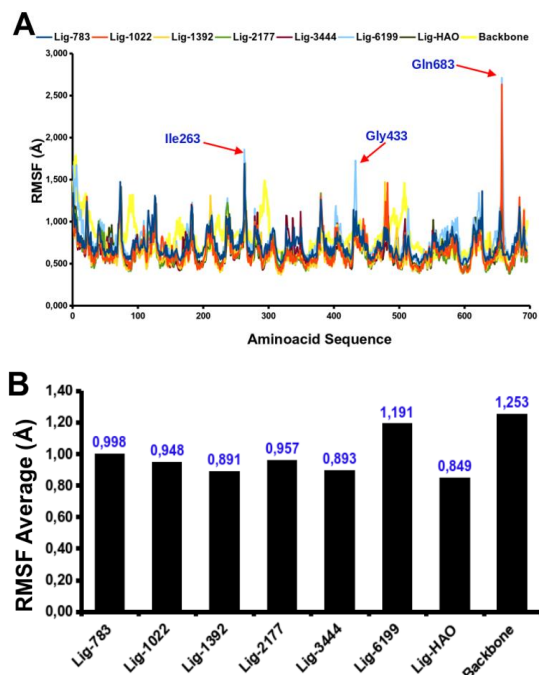 A
Lig-783 Lig-1022 Lig-1392 Lig-2177 Lig-3444 Lig-6199 Lig-HAO Backbone
3,000
2,500
2,000
1,500
1,000
0,500
0,000
RMSF (Å)
Gln683
Ile263
Gly433
0 100 200 300 400 500 600 700
Aminoacid Sequence
B
1,40
1,20
1,00
0,80
0,60
0,40
0,20
0,00
RMSF Average (Å)
0,998 0,948 0,891 0,957 0,893 1,191 0,849 1,253
Lig-783 Lig-1022 Lig-1392 Lig-2177 Lig-3444 Lig-6199 Lig-HAO Backbone